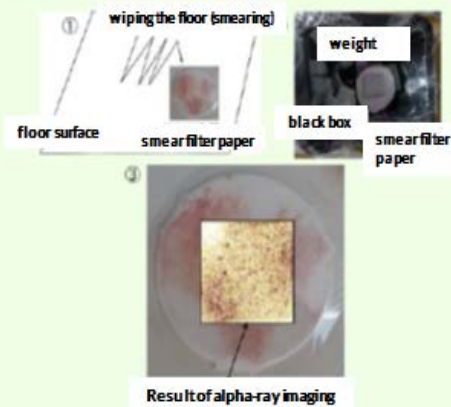 ①
wiping the floor (smearing)
floor surface
smear filter paper
weight
black box
smear filter
paper
③
Result of alpha-ray imaging